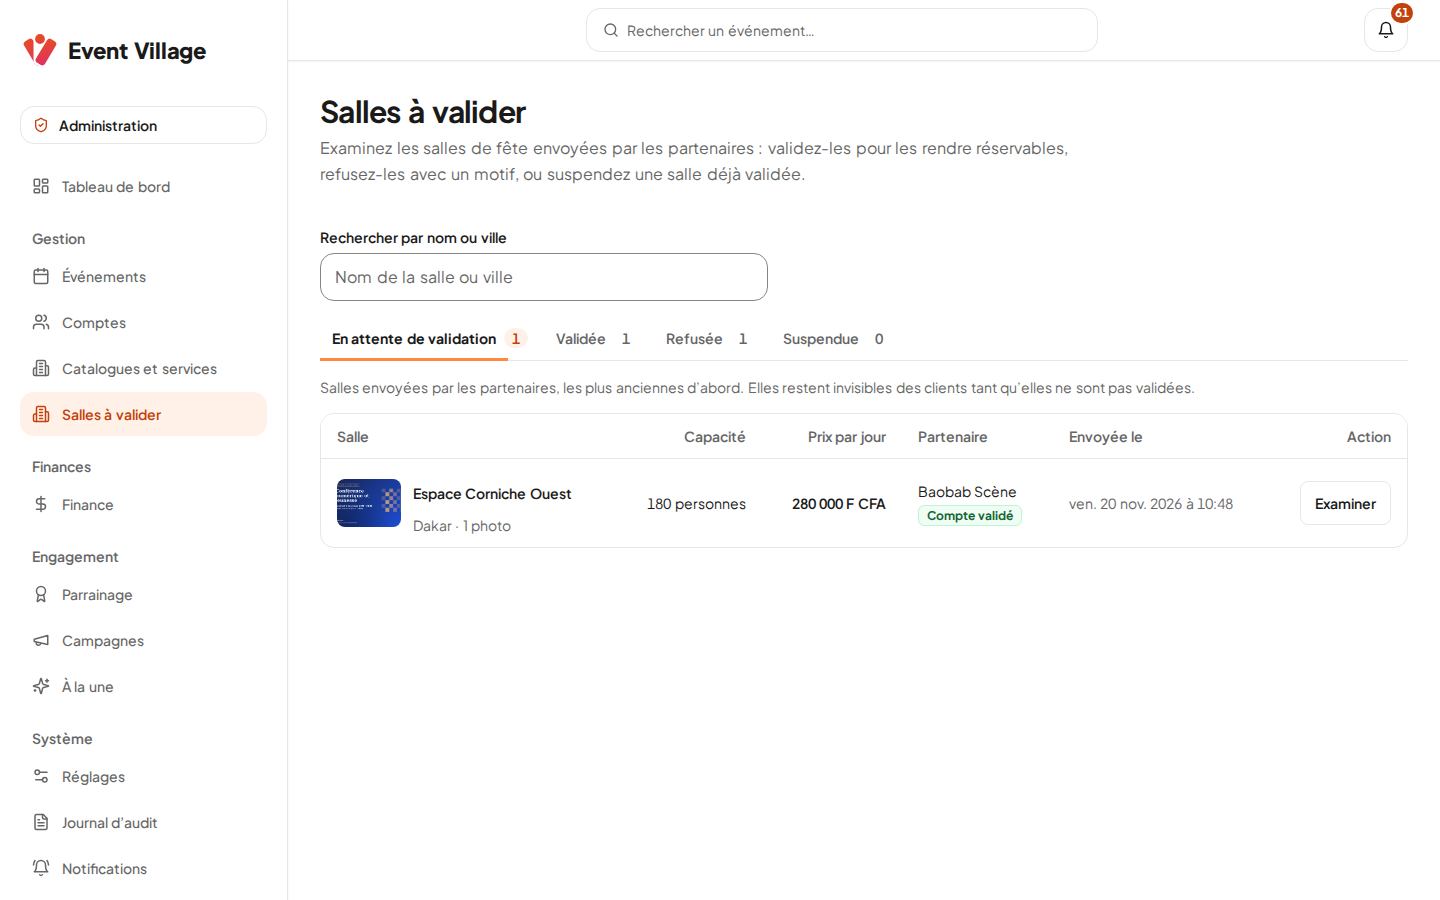 Event Village
Rechercher un événement…
61
Administration
Tableau de bord
Gestion
Événements
Comptes
Catalogues et services
Salles à valider
Finances
Finance
Engagement
Parrainage
Campagnes
À la une
Système
Réglages
Journal d’audit
Notifications
Salles à valider
Examinez les salles de fête envoyées par les partenaires : validez-les pour les rendre réservables,
refusez-les avec un motif, ou suspendez une salle déjà validée.
Rechercher par nom ou ville
Nom de la salle ou ville
En attente de validation 1 Validée 1 Refusée 1 Suspendue 0
Salles envoyées par les partenaires, les plus anciennes d’abord. Elles restent invisibles des clients tant qu’elles ne sont pas validées.
Salle Capacité Prix par jour Partenaire Envoyée le Action
Espace Corniche Ouest
Dakar · 1 photo
180 personnes
280 000 F CFA
Baobab Scène
Compte validé
ven. 20 nov. 2026 à 10:48
Examiner